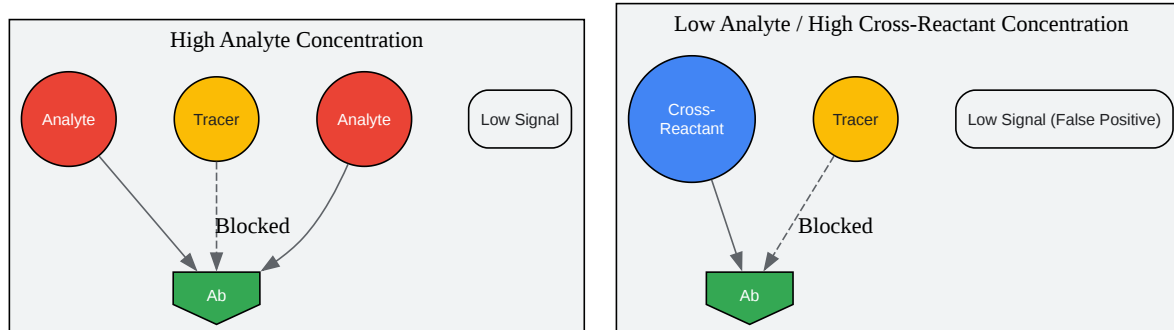 High Analyte Concentration
Analyte
Tracer
Analyte
Low Signal
Blocked
Ab
Low Analyte / High Cross-Reactant Concentration
Cross-
Reactant
Tracer
Low Signal (False Positive)
Blocked
Ab